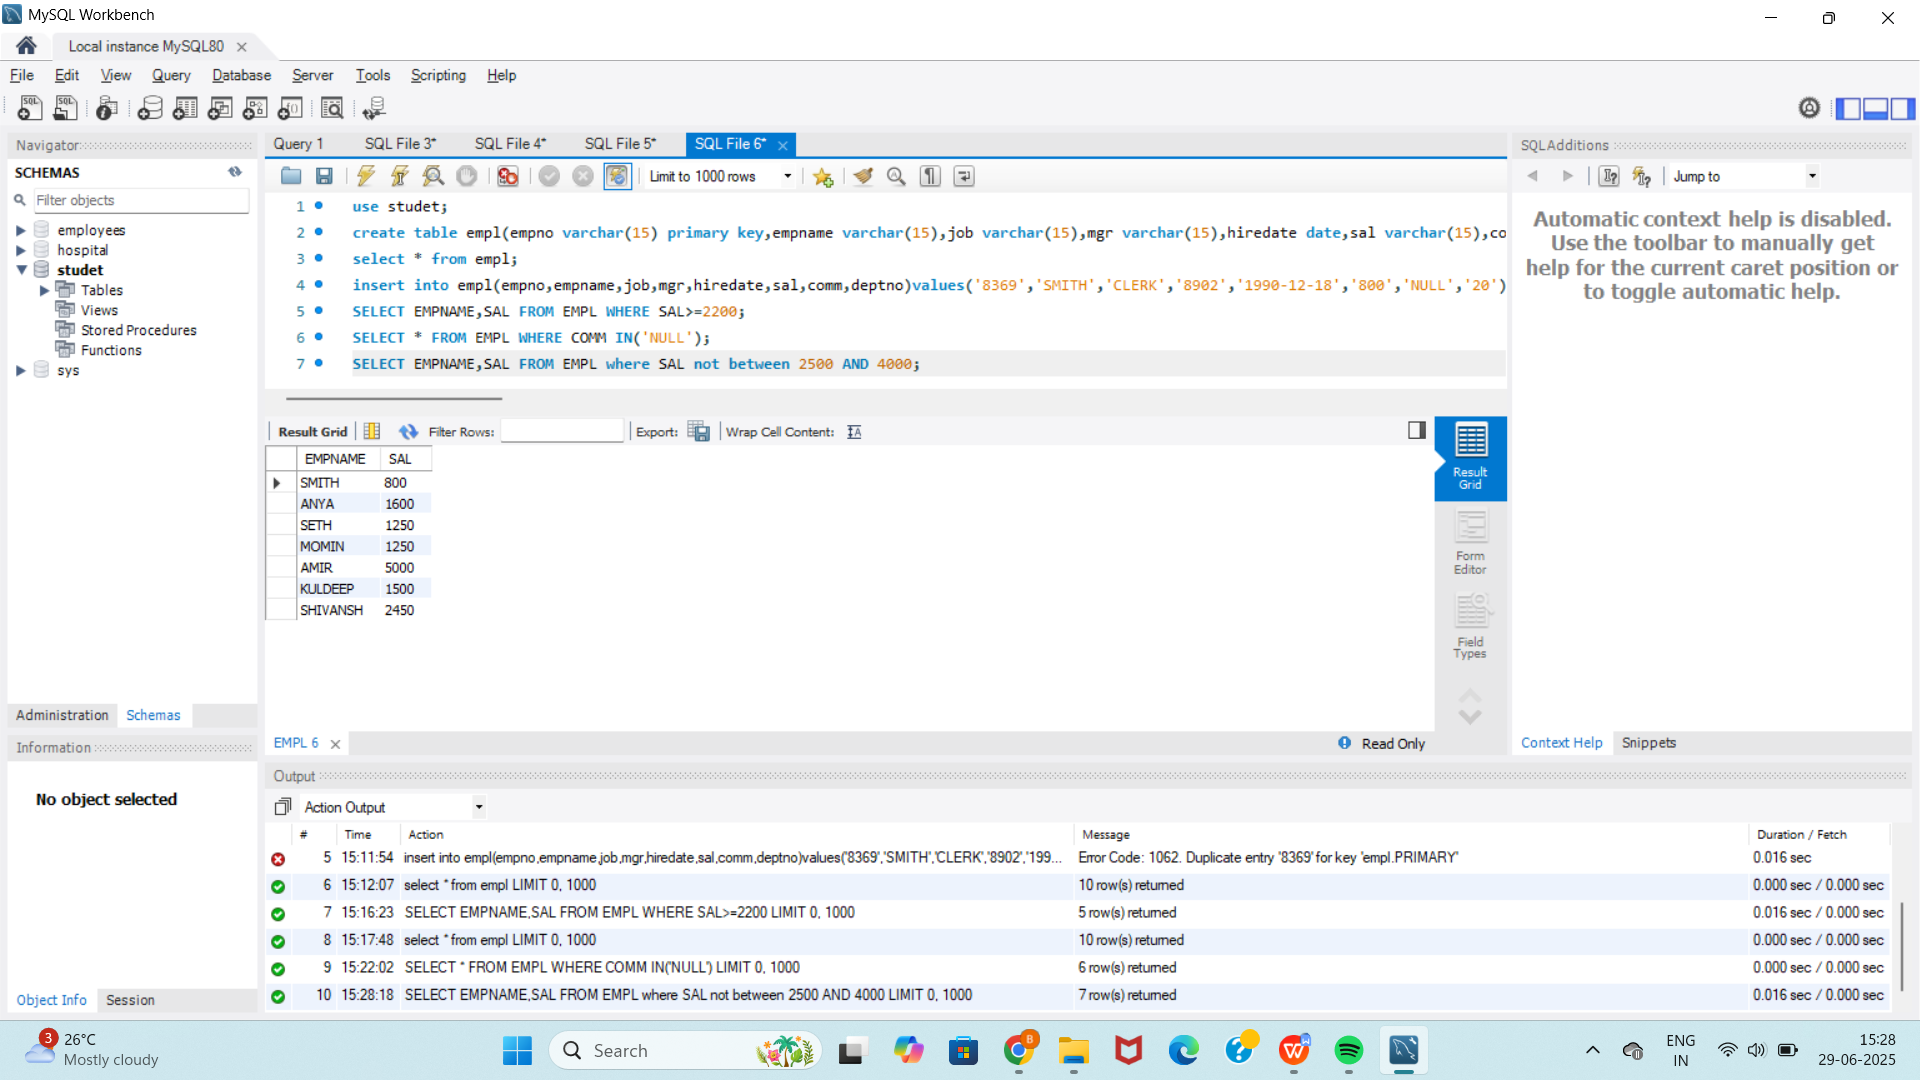 MySQL Workbench
Local instance MySQL80
File Edit View Query Database Server Tools Scripting Help
Navigator
SCHEMAS
Filter objects
employees
hospital
studet
Tables
Views
Stored Procedures
Functions
sys
Administration Schemas
Information
No object selected
Object Info Session
Query 1 SQL File 3* SQL File 4* SQL File 5* SQL File 6*
Limit to 1000 rows
1 use studet;
2 create table empl(empno varchar(15) primary key,empname varchar(15),job varchar(15),mgr varchar(15),hiredate date,sal varchar(15),co
3 select * from empl;
4 insert into empl(empno,empname,job,mgr,hiredate,sal,comm,deptno)values('8369','SMITH','CLERK','8902','1990-12-18','800','NULL','20')
5 SELECT EMPNAME,SAL FROM EMPL WHERE SAL>=2200;
6 SELECT * FROM EMPL WHERE COMM IN('NULL');
7 SELECT EMPNAME,SAL FROM EMPL where SAL not between 2500 AND 4000;
Result Grid Filter Rows: Export: Wrap Cell Content:
EMPNAME SAL
SMITH 800
ANYA 1600
SETH 1250
MOMIN 1250
AMIR 5000
KULDEEP 1500
SHIVANSH 2450
Result
Grid
Form
Editor
Field
Types
EMPL 6
Read Only
SQLAdditions
Jump to
Automatic context help is disabled.
Use the toolbar to manually get
help for the current caret position or
to toggle automatic help.
Context Help Snippets
Output
Action Output
# Time Action Message Duration / Fetch
5 15:11:54 insert into empl(empno,empname,job,mgr,hiredate,sal,comm,deptno)values('8369','SMITH','CLERK','8902','199... Error Code: 1062. Duplicate entry '8369' for key 'empl.PRIMARY' 0.016 sec
6 15:12:07 select * from empl LIMIT 0, 1000 10 row(s) returned 0.000 sec / 0.000 sec
7 15:16:23 SELECT EMPNAME,SAL FROM EMPL WHERE SAL>=2200 LIMIT 0, 1000 5 row(s) returned 0.016 sec / 0.000 sec
8 15:17:48 select * from empl LIMIT 0, 1000 10 row(s) returned 0.000 sec / 0.000 sec
9 15:22:02 SELECT * FROM EMPL WHERE COMM IN('NULL') LIMIT 0, 1000 6 row(s) returned 0.000 sec / 0.000 sec
10 15:28:18 SELECT EMPNAME,SAL FROM EMPL where SAL not between 2500 AND 4000 LIMIT 0, 1000 7 row(s) returned 0.016 sec / 0.000 sec
3
26°C
Mostly cloudy
Search
ENG
IN
15:28
29-06-2025